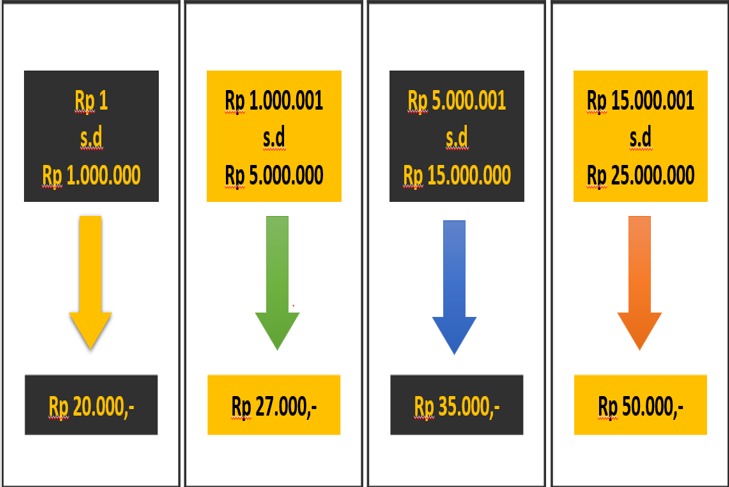 Rp 1
s.d
Rp 1.000.000
Rp 20.000,-
Rp 1.000.001
s.d
Rp 5.000.000
Rp 27.000,-
Rp 5.000.001
s.d
Rp 15.000.000
Rp 35.000,-
Rp 15.000.001
s.d
Rp 25.000.000
Rp 50.000,-